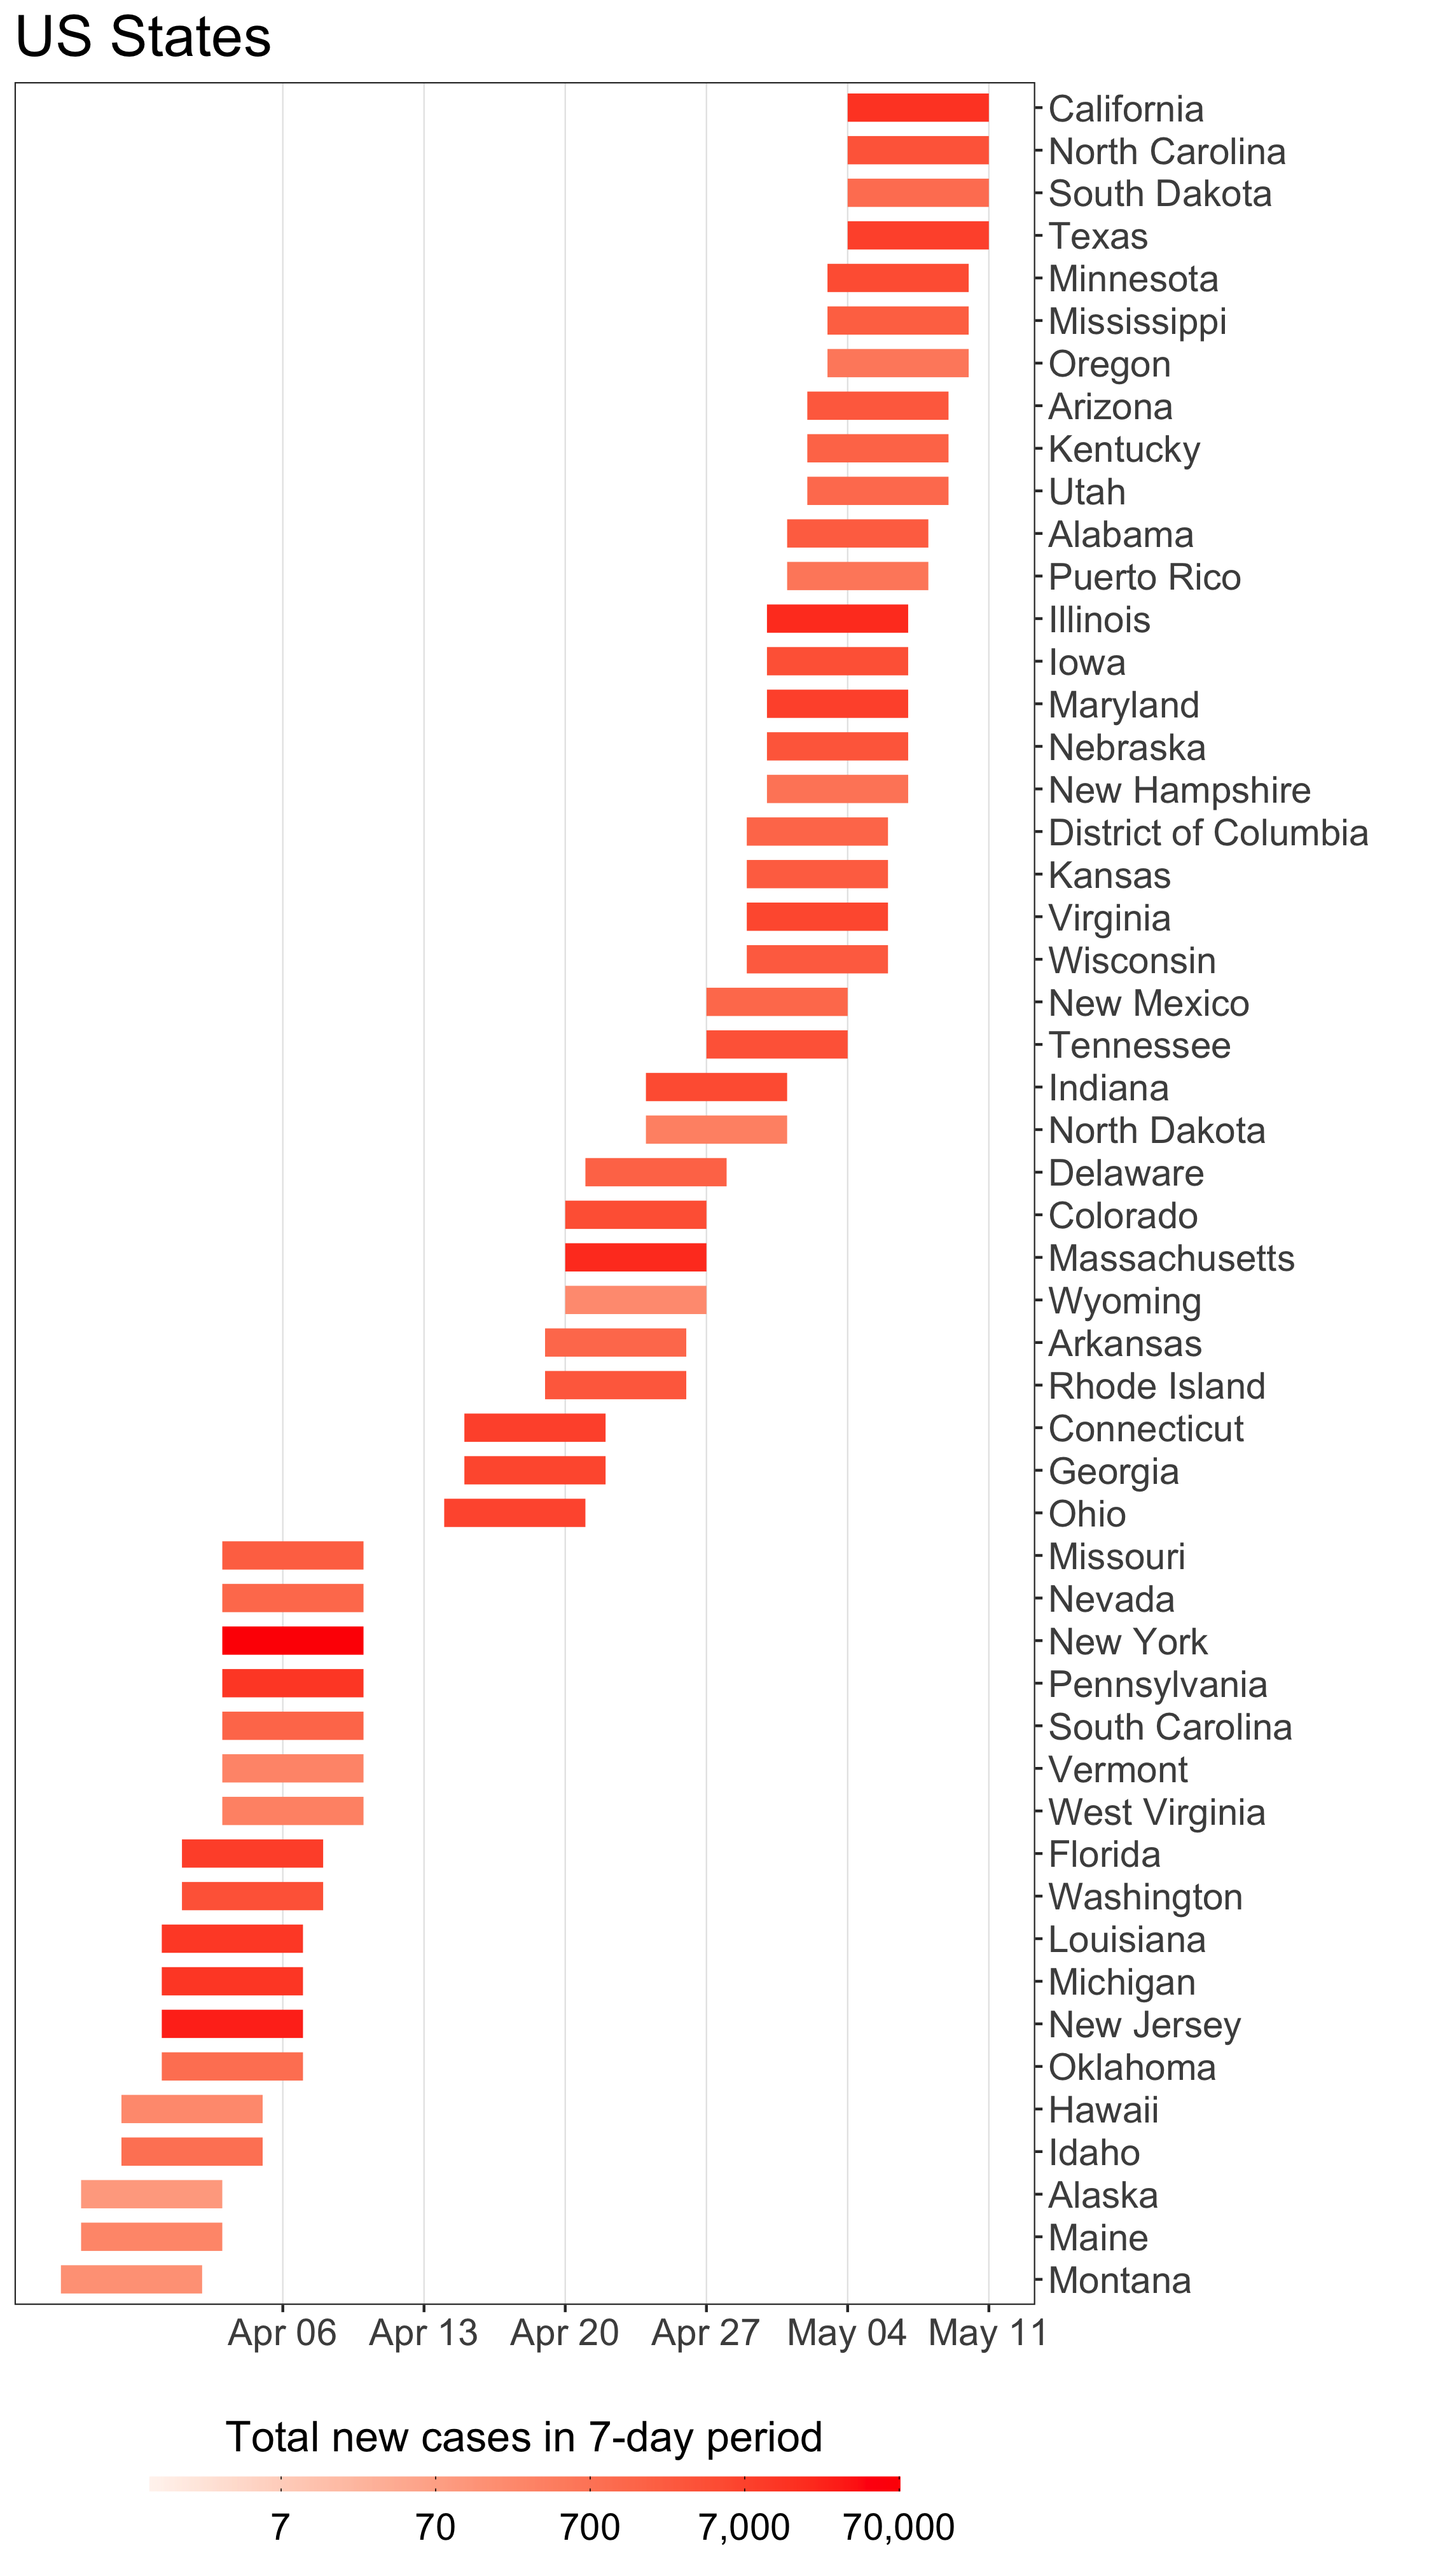 US States
California
North Carolina
South Dakota
Texas
Minnesota
Mississippi
Oregon
Arizona
Kentucky
Utah
Alabama
Puerto Rico
Illinois
Iowa
Maryland
Nebraska
New Hampshire
District of Columbia
Kansas
Virginia
Wisconsin
New Mexico
Tennessee
Indiana
North Dakota
Delaware
Colorado
Massachusetts
Wyoming
Arkansas
Rhode Island
Connecticut
Georgia
Ohio
Missouri
Nevada
New York
Pennsylvania
South Carolina
Vermont
West Virginia
Florida
Washington
Louisiana
Michigan
New Jersey
Oklahoma
Hawaii
Idaho
Alaska
Maine
Montana
Apr 06 Apr 13 Apr 20 Apr 27 May 04 May 11
Total new cases in 7-day period
7 70 700 7,000 70,000